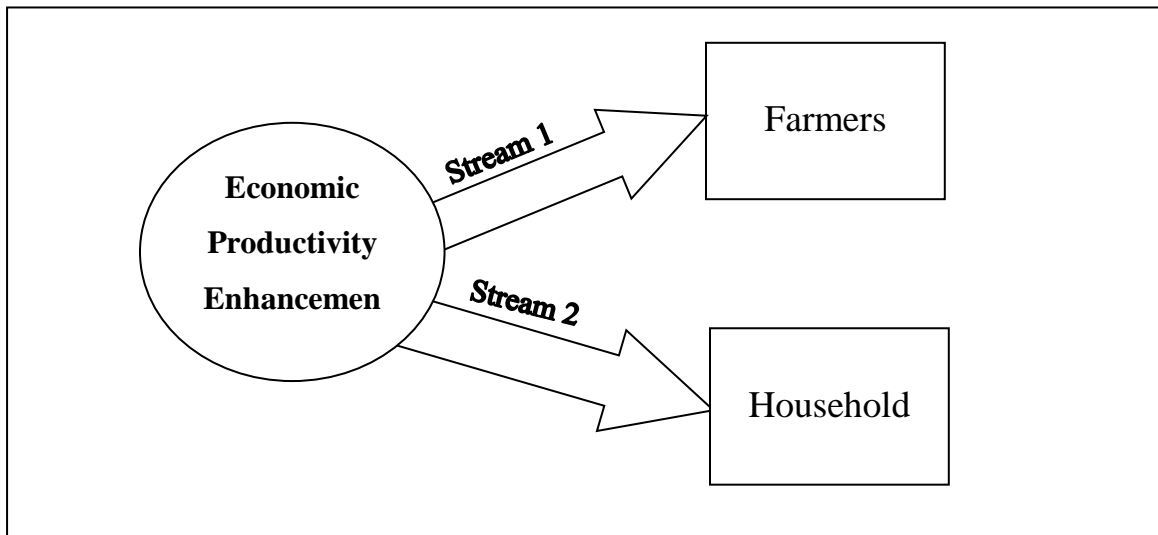 Economic
Productivity
Enhancemen
Stream 1
Farmers
Stream 2
Household